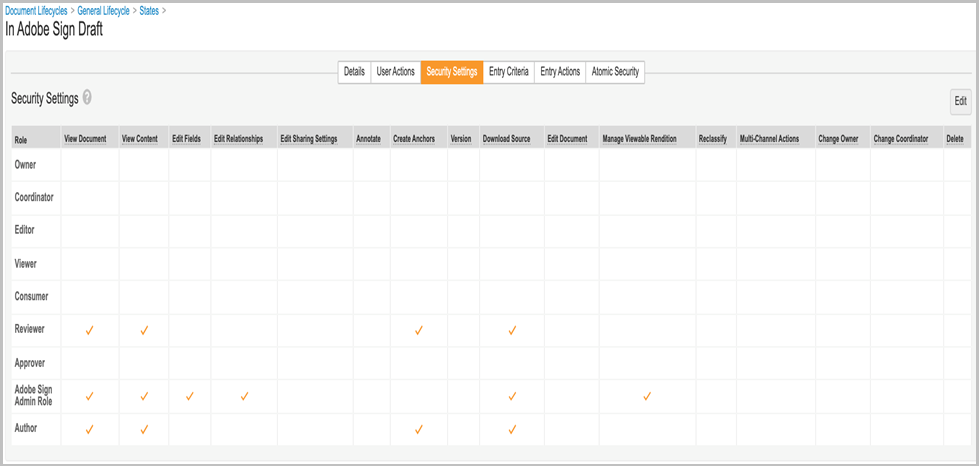 Document Lifecycles > General Lifecycle > States >
In Adobe Sign Draft
Details User Actions Security Settings Entry Criteria Entry Actions Atomic Security
Security Settings ?
Edit
Role View Document View Content Edit Fields Edit Relationships Edit Sharing Settings Annotate Create Anchors Version Download Source Edit Document Manage Viewable Rendition Reclassify Multi-Channel Actions Change Owner Change Coordinator Delete
Owner
Coordinator
Editor
Viewer
Consumer
Reviewer ✓ ✓ ✓ ✓
Approver
Adobe Sign
Admin Role ✓ ✓ ✓ ✓ ✓ ✓
Author ✓ ✓ ✓ ✓